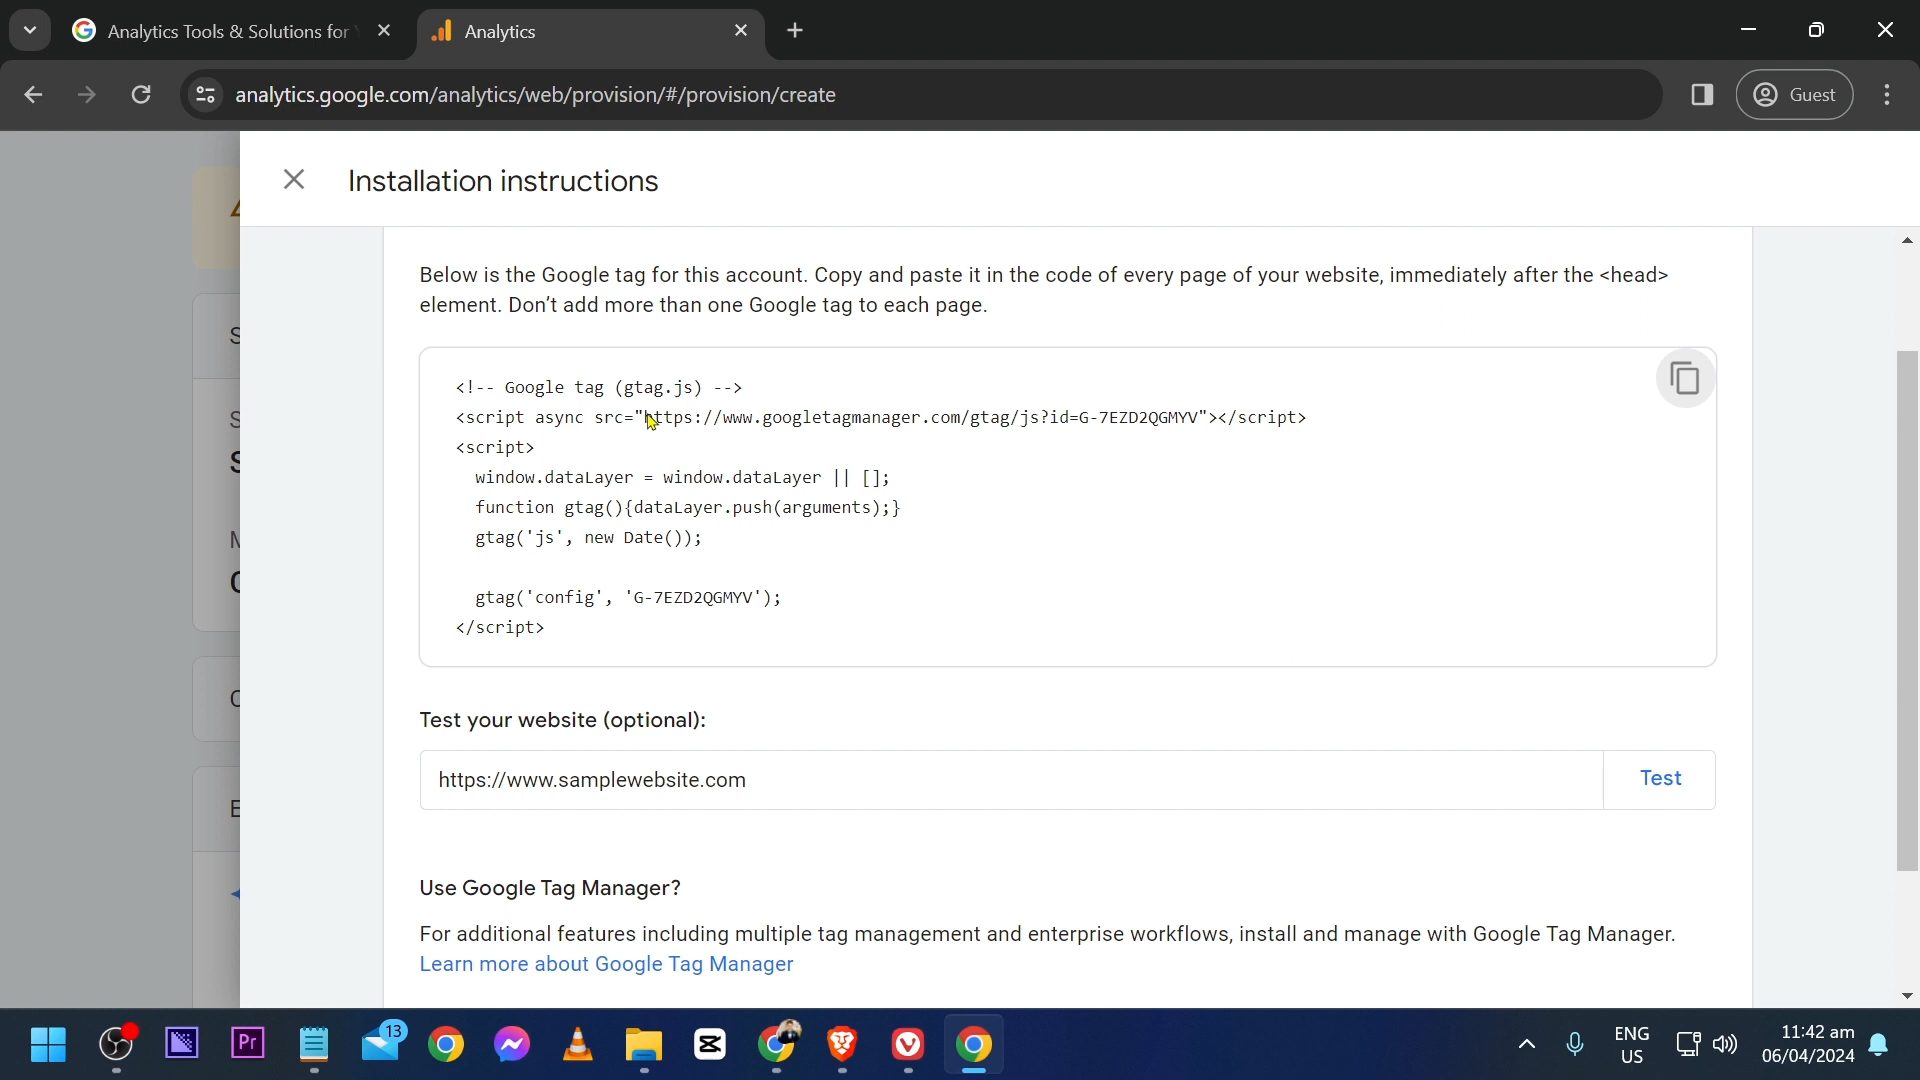 Analytics Tools & Solutions for
Analytics
analytics.google.com/analytics/web/provision/#/provision/create
Guest
Installation instructions
Below is the Google tag for this account. Copy and paste it in the code of every page of your website, immediately after the <head>
element. Don't add more than one Google tag to each page.
<!-- Google tag (gtag.js) -->
<script async src="https://www.googletagmanager.com/gtag/js?id=G-7EZD2QGMYV"></script>
<script>
window.dataLayer = window.dataLayer || [];
function gtag(){dataLayer.push(arguments);}
gtag('js', new Date());
gtag('config', 'G-7EZD2QGMYV');
</script>
Test your website (optional):
https://www.samplewebsite.com
Test
Use Google Tag Manager?
For additional features including multiple tag management and enterprise workflows, install and manage with Google Tag Manager.
Learn more about Google Tag Manager
Pr
13
ENG
US
11:42 am
06/04/2024